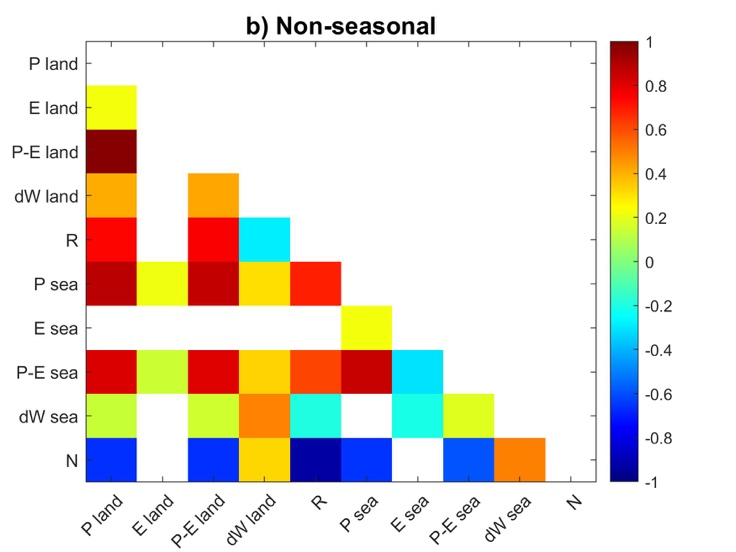 b) Non-seasonal
P land
E land
P-E land
dW land
R
P sea
E sea
P-E sea
dW sea
N
P land
E land
P-E land
dW land
R
P sea
E sea
P-E sea
dW sea
N
1
0.8
0.6
0.4
0.2
0
-0.2
-0.4
-0.6
-0.8
-1